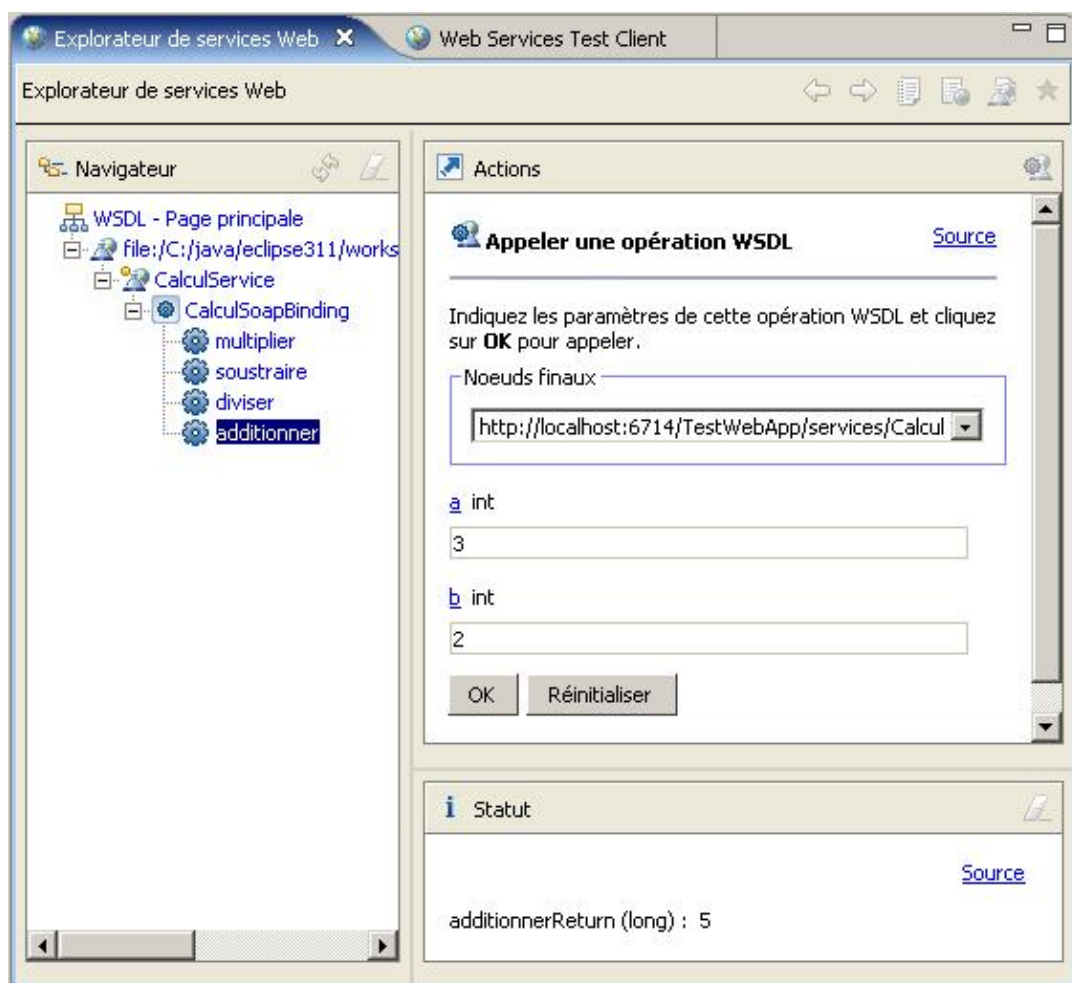 Explorateur de services Web
Web Services Test Client
Explorateur de services Web
Navigateur
WSDL - Page principale
file:/C:/java/eclipse311/works
CalculService
CalculSoapBinding
multiplier
soustraire
diviser
additionner
Actions
Appeler une opération WSDL
Source
Indiquez les paramètres de cette opération WSDL et cliquez
sur OK pour appeler.
Noeuds finaux
http://localhost:6714/TestWebApp/services/Calcul
a int
3
b int
2
OK
Réinitialiser
i Statut
Source
additionnerReturn (long) : 5